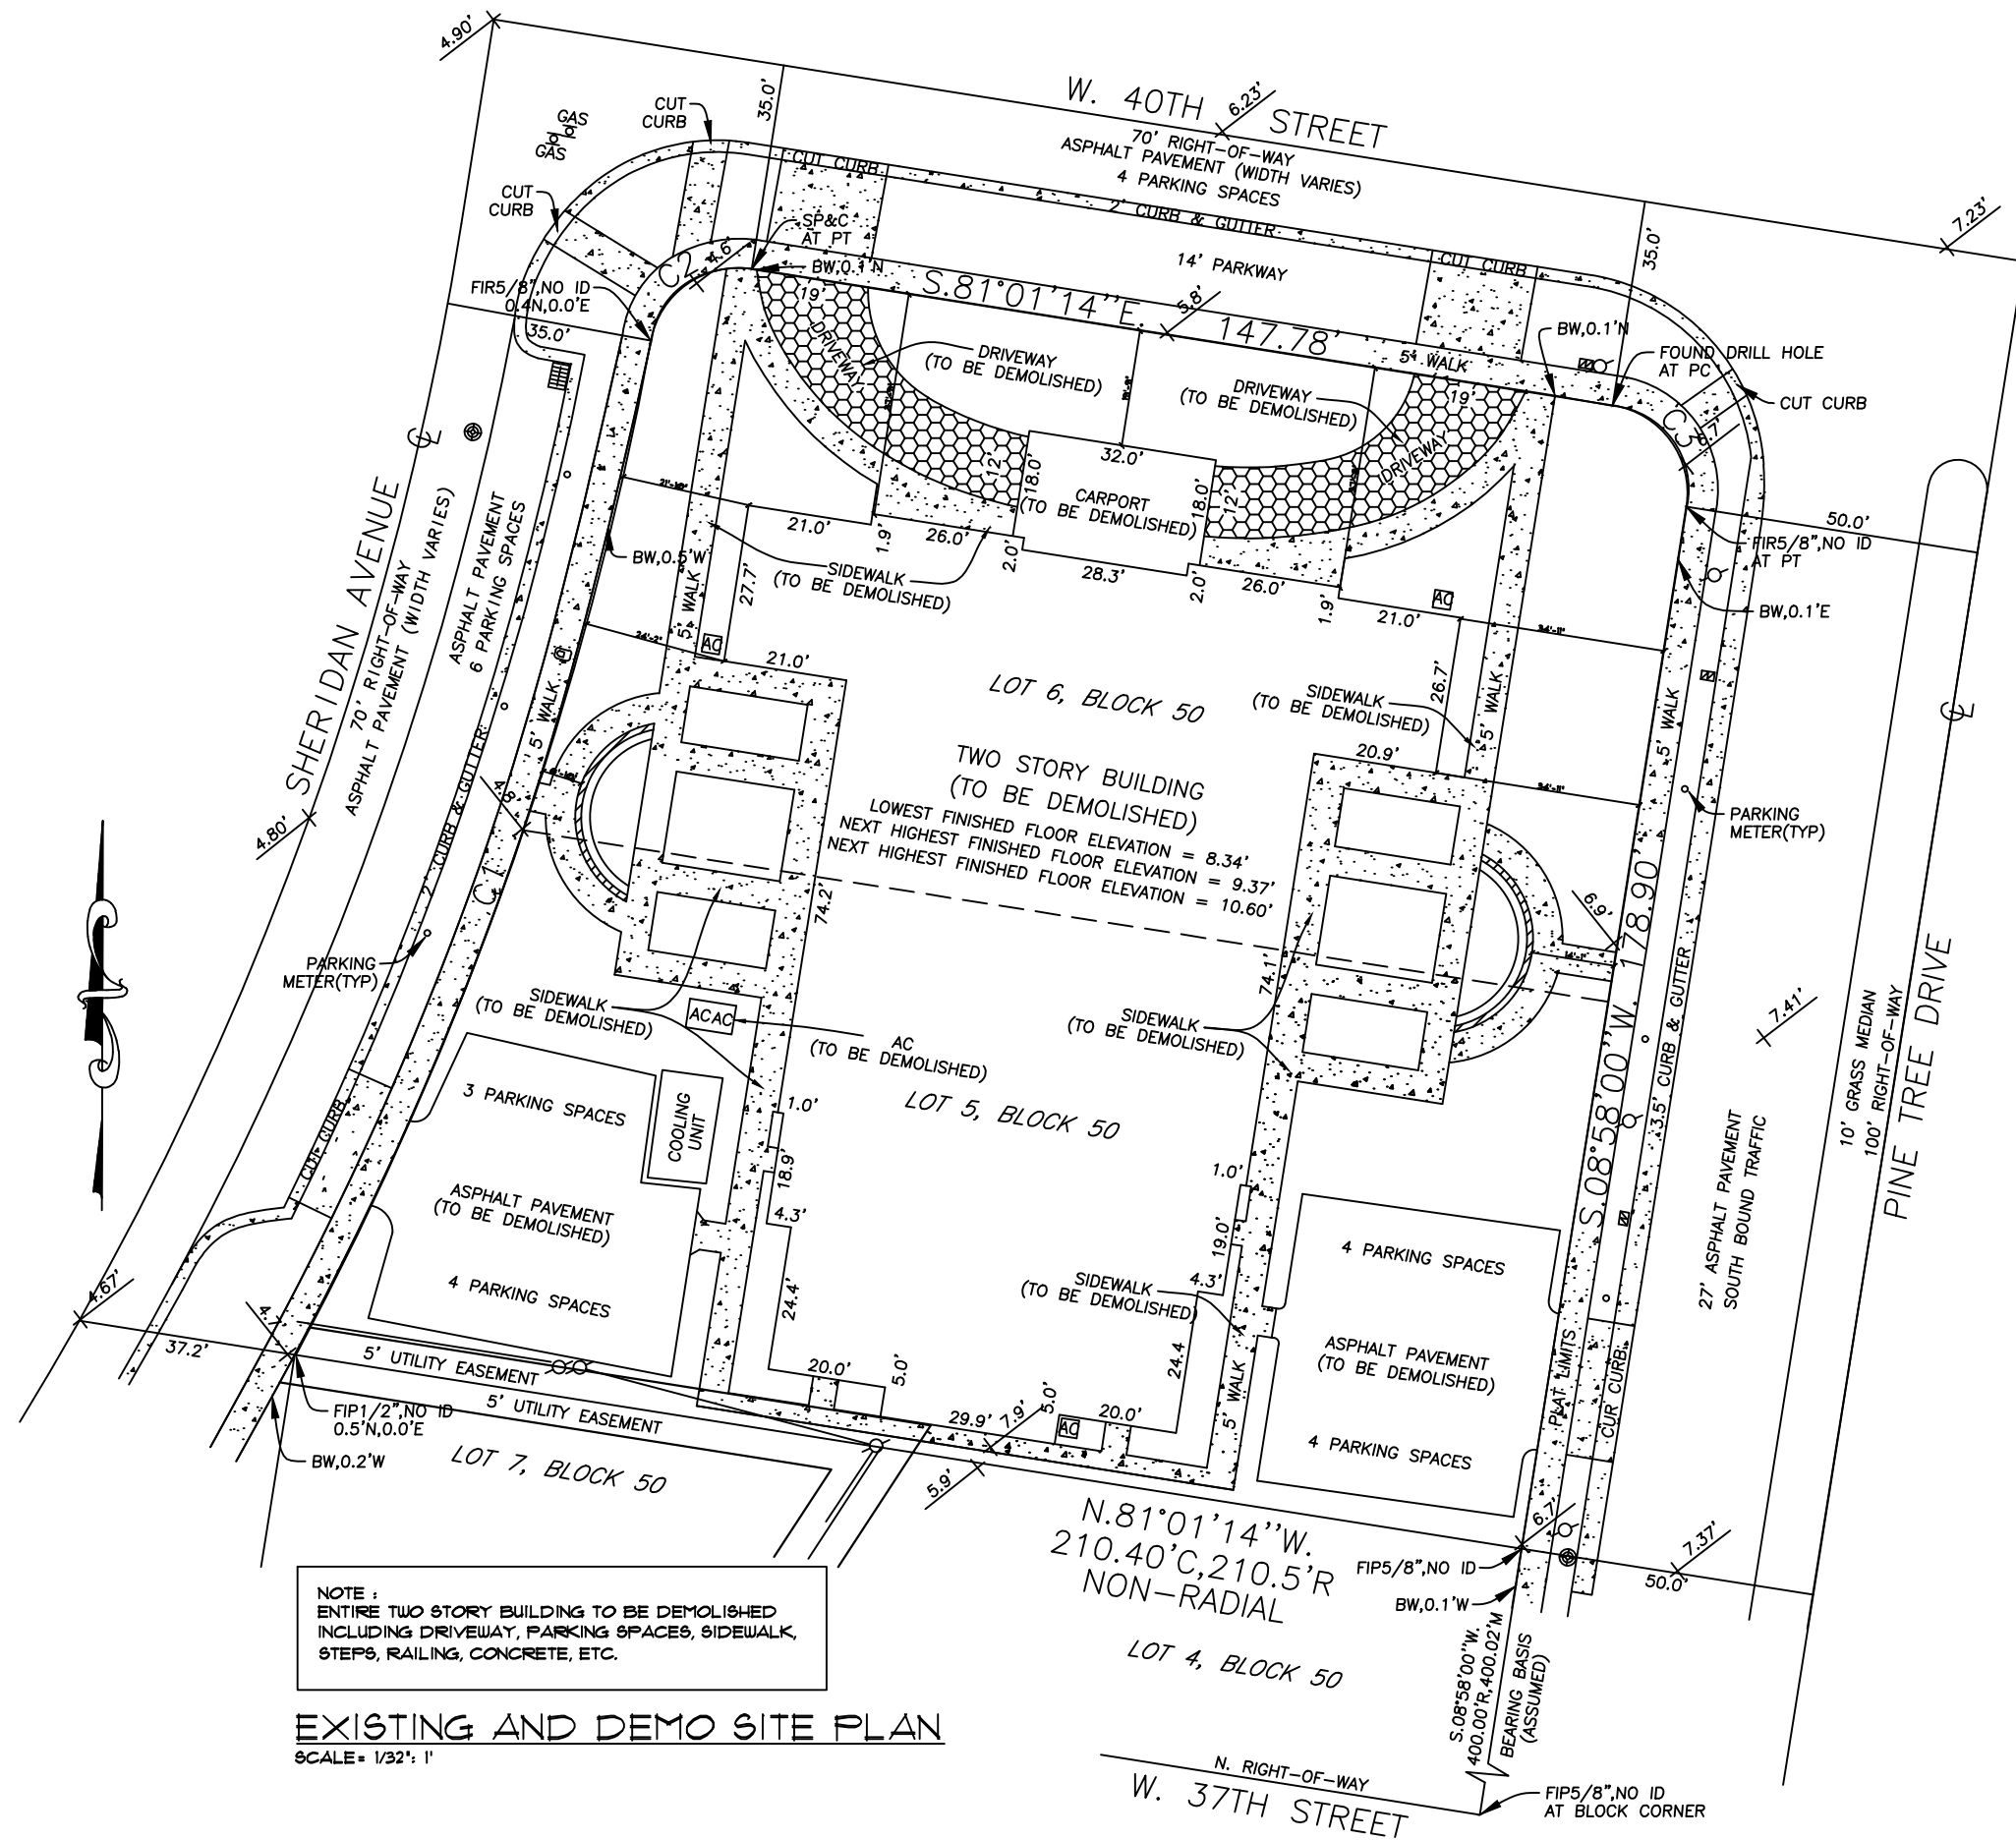 4.90'
W. 40TH STREET
6.23'
70' RIGHT-OF-WAY
ASPHALT PAVEMENT (WIDTH VARIES)
4 PARKING SPACES
7.23'
GAS
GAS
CUT
CURB
35.0'
CUT CURB
CUT
CURB
2' CURB & GUTTER
14' PARKWAY
CUT CURB
35.0'
SP&C
AT PT
BW,0.1'N
C2
4.6'
FIR5/8",NO ID
0.4N,0.0'E
35.0'
S.81°01'14"E. 147.78'
5.8'
5' WALK
BW,0.1'N
FOUND DRILL HOLE
AT PC
CUT CURB
C3
6.7'
19'
DRIVEWAY
DRIVEWAY
(TO BE DEMOLISHED)
DRIVEWAY
(TO BE DEMOLISHED)
19'
DRIVEWAY
12'
18.0'
32.0'
CARPORT
(TO BE DEMOLISHED)
18.0'
12'
21'-10"
21.0'
1.9'
26.0'
2.0'
28.3'
2.0'
26.0'
1.9'
21.0'
AC
34'-11"
50.0'
FIR5/8",NO ID
AT PT
BW,0.1'E
BW,0.5'W
SIDEWALK
(TO BE DEMOLISHED)
27.7'
5' WALK
AC
24'-2"
21.0'
SHERIDAN AVENUE
70' RIGHT-OF-WAY
ASPHALT PAVEMENT (WIDTH VARIES)
ASPHALT PAVEMENT
6 PARKING SPACES
2' CURB & GUTTER
5' WALK
4.8'
4.80'
C1
LOT 6, BLOCK 50
TWO STORY BUILDING
(TO BE DEMOLISHED)
LOWEST FINISHED FLOOR ELEVATION = 8.34'
NEXT HIGHEST FINISHED FLOOR ELEVATION = 9.37'
NEXT HIGHEST FINISHED FLOOR ELEVATION = 10.60'
SIDEWALK
(TO BE DEMOLISHED)
26.7'
5' WALK
20.9'
34'-11"
5' WALK
PARKING
METER(TYP)
6.9'
14'-1"
74.2'
74.1'
PARKING
METER(TYP)
SIDEWALK
(TO BE DEMOLISHED)
ACAC
AC
(TO BE DEMOLISHED)
SIDEWALK
(TO BE DEMOLISHED)
LOT 5, BLOCK 50
S.08°58'00"W. 178.90'
3.5' CURB & GUTTER
7.41'
10' GRASS MEDIAN
100' RIGHT-OF-WAY
PINE TREE DRIVE
27' ASPHALT PAVEMENT
SOUTH BOUND TRAFFIC
3 PARKING SPACES
COOLING
UNIT
1.0'
18.9'
4.3'
24.4'
ASPHALT PAVEMENT
(TO BE DEMOLISHED)
4 PARKING SPACES
CUT CURB
4.67'
4.7'
37.2'
5' UTILITY EASEMENT
5' UTILITY EASEMENT
20.0'
5.0'
29.9'
7.9'
5.0'
AC
20.0'
5.9'
1.0'
19.0'
4.3'
24.4
SIDEWALK
(TO BE DEMOLISHED)
5' WALK
4 PARKING SPACES
ASPHALT PAVEMENT
(TO BE DEMOLISHED)
4 PARKING SPACES
PLAT LIMITS
CUR CURB
FIP1/2",NO ID
0.5'N,0.0'E
BW,0.2'W
LOT 7, BLOCK 50
N.81°01'14"W.
210.40'C,210.5'R
NON-RADIAL
FIP5/8",NO ID
6.7'
7.37'
50.0'
BW,0.1'W
LOT 4, BLOCK 50
S.08°58'00"W.
400.00'R,400.02'M
BEARING BASIS
(ASSUMED)
N. RIGHT-OF-WAY
W. 37TH STREET
FIP5/8",NO ID
AT BLOCK CORNER
NOTE :
ENTIRE TWO STORY BUILDING TO BE DEMOLISHED
INCLUDING DRIVEWAY, PARKING SPACES, SIDEWALK,
STEPS, RAILING, CONCRETE, ETC.
EXISTING AND DEMO SITE PLAN
SCALE= 1/32": 1'